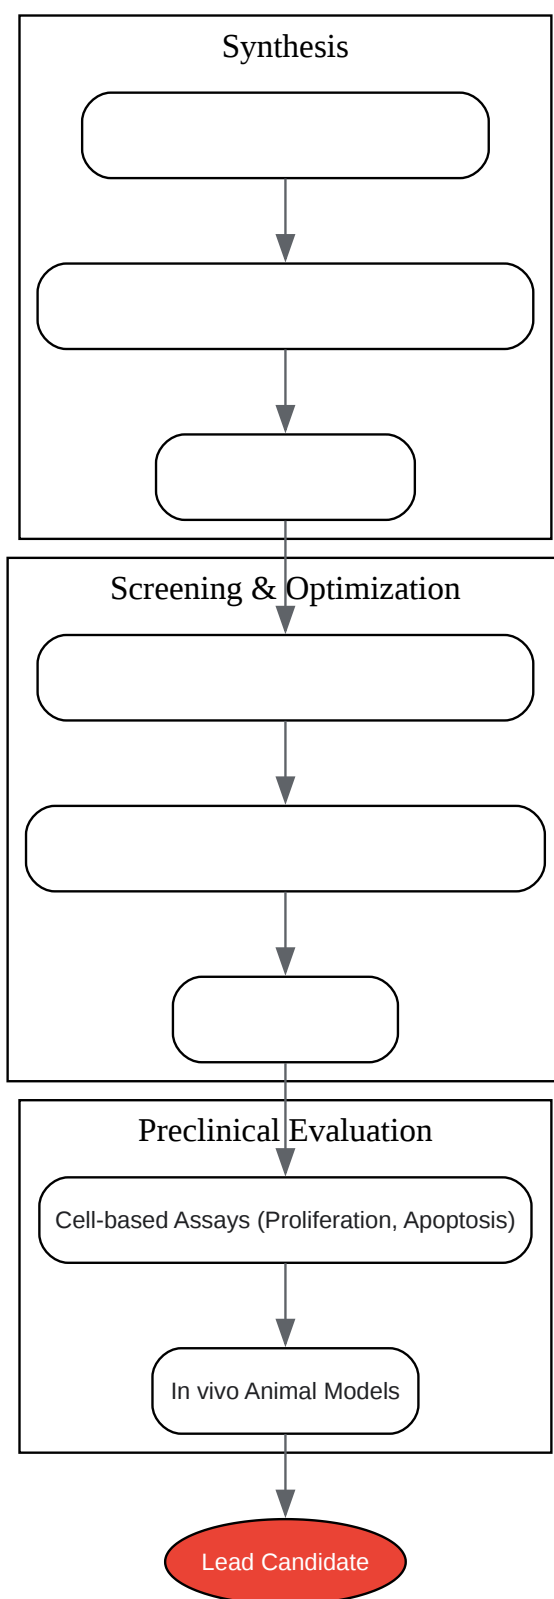 Synthesis
Screening & Optimization
Preclinical Evaluation
Cell-based Assays (Proliferation, Apoptosis)
In vivo Animal Models
Lead Candidate